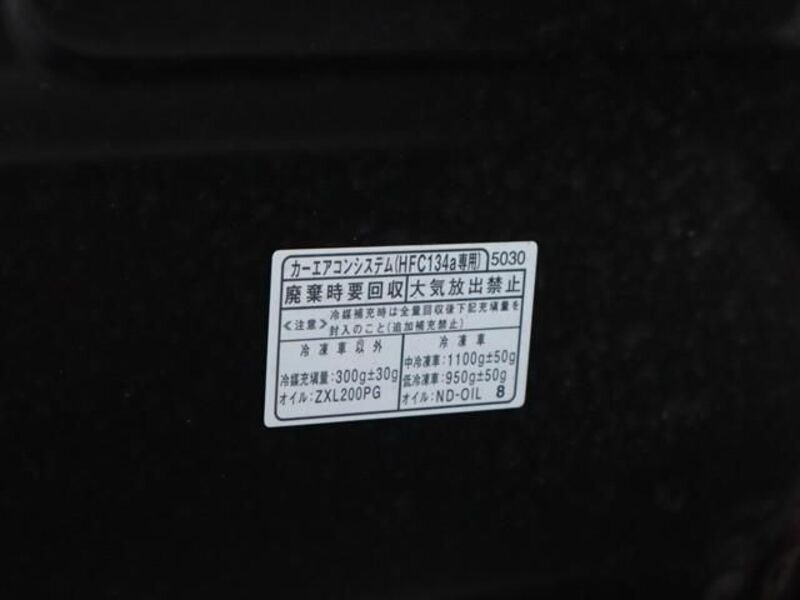 カーエアコンシステム(HFC134a専用) 5030
廃棄時要回収 大気放出禁止
<注意> 冷媒補充時は全量回収後下記充填量を
封入のこと(追加補充禁止)
冷凍車以外
冷媒充填量:300g±30g
オイル:ZXL200PG
冷凍車
中冷凍車:1100g±50g
低冷凍車:950g±50g
オイル:ND-OIL 8